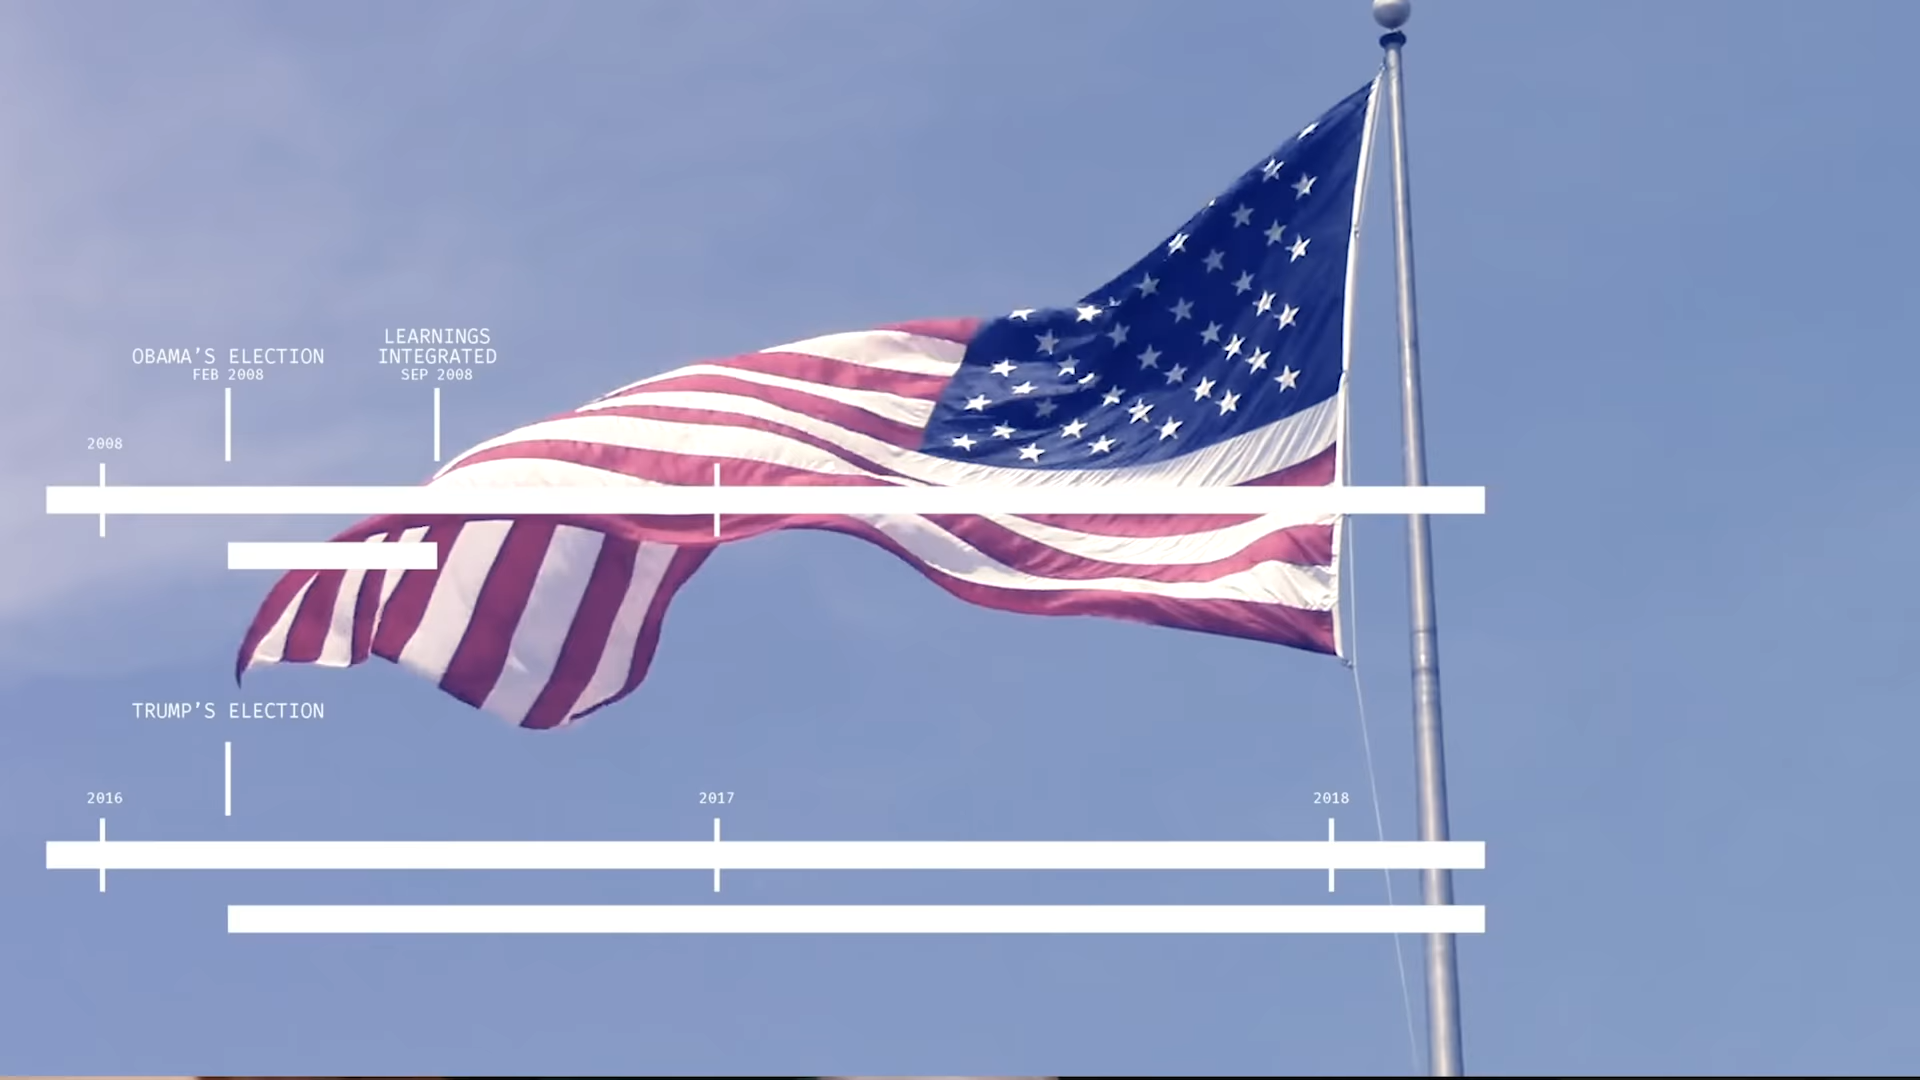 LEARNINGS
OBAMA'S ELECTION INTEGRATED
FEB 2008 SEP 2008
2008
TRUMP'S ELECTION
2016 2017 2018